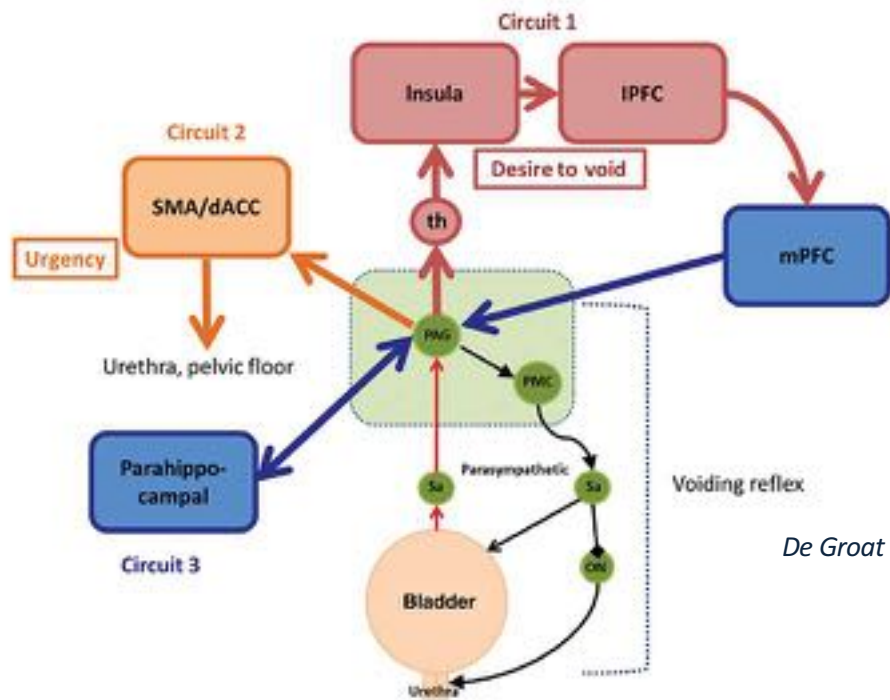 Circuit 1
Insula
lPFC
Circuit 2
Desire to void
SMA/dACC
th
mPFC
Urgency
PAG
Urethra, pelvic floor
PMC
Parahippo-
campal
Parasympathetic
Sa
Sa
Voiding reflex
De Groat
Circuit 3
ON
Bladder
Urethra